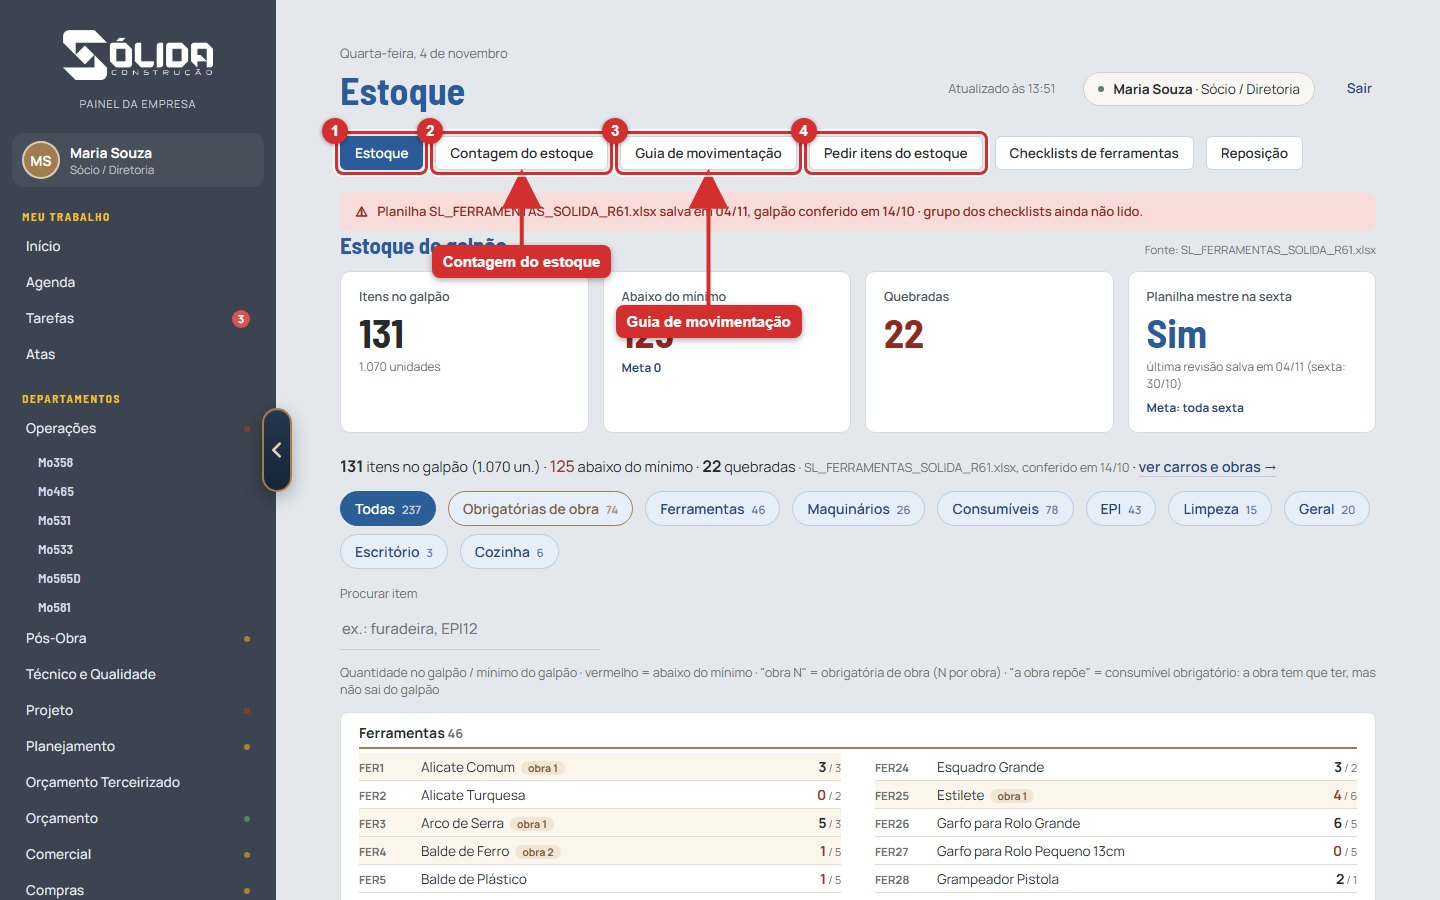 SÓLIDA
CONSTRUÇÃO
PAINEL DA EMPRESA
MS
Maria Souza
Sócio / Diretoria
MEU TRABALHO
Início
Agenda
Tarefas 3
Atas
DEPARTAMENTOS
Operações
Mo358
Mo465
Mo531
Mo533
Mo565D
Mo581
Pós-Obra
Técnico e Qualidade
Projeto
Planejamento
Orçamento Terceirizado
Orçamento
Comercial
Compras
Quarta-feira, 4 de novembro
Estoque
Atualizado às 13:51
Maria Souza · Sócio / Diretoria
Sair
1 2 3 4
Estoque
Contagem do estoque
Guia de movimentação
Pedir itens do estoque
Checklists de ferramentas
Reposição
Planilha SL_FERRAMENTAS_SOLIDA_R61.xlsx salva em 04/11, galpão conferido em 14/10 · grupo dos checklists ainda não lido.
Estoque do galpão
Fonte: SL_FERRAMENTAS_SOLIDA_R61.xlsx
Contagem do estoque
Guia de movimentação
Itens no galpão
131
1.070 unidades
Abaixo do mínimo
125
Meta 0
Quebradas
22
Planilha mestre na sexta
Sim
última revisão salva em 04/11 (sexta:
30/10)
Meta: toda sexta
131 itens no galpão (1.070 un.) · 125 abaixo do mínimo · 22 quebradas · SL_FERRAMENTAS_SOLIDA_R61.xlsx, conferido em 14/10 · ver carros e obras →
Todas 237
Obrigatórias de obra 74
Ferramentas 46
Maquinários 26
Consumíveis 78
EPI 43
Limpeza 15
Geral 20
Escritório 3
Cozinha 6
Procurar item
ex.: furadeira, EPI12
Quantidade no galpão / mínimo do galpão · vermelho = abaixo do mínimo · "obra N" = obrigatória de obra (N por obra) · "a obra repõe" = consumível obrigatório: a obra tem que ter, mas
não sai do galpão
Ferramentas 46
FER1 Alicate Comum obra 1 3 / 3
FER2 Alicate Turquesa 0 / 2
FER3 Arco de Serra obra 1 5 / 3
FER4 Balde de Ferro obra 2 1 / 5
FER5 Balde de Plástico 1 / 5
FER24 Esquadro Grande 3 / 2
FER25 Estilete obra 1 4 / 6
FER26 Garfo para Rolo Grande 6 / 5
FER27 Garfo para Rolo Pequeno 13cm 0 / 5
FER28 Grampeador Pistola 2 / 1